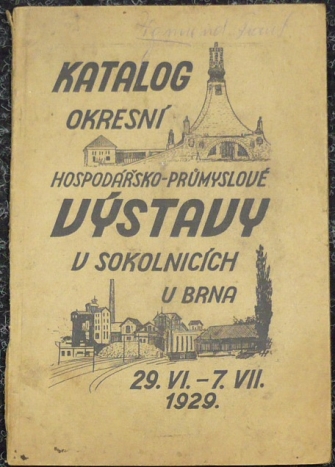 KATALOG
OKRESNÍ
HOSPODÁŘSKO-PRŮMYSLOVÉ
VÝSTAVY
V SOKOLNICÍCH
U BRNA
29. VI. – 7. VII.
1929.